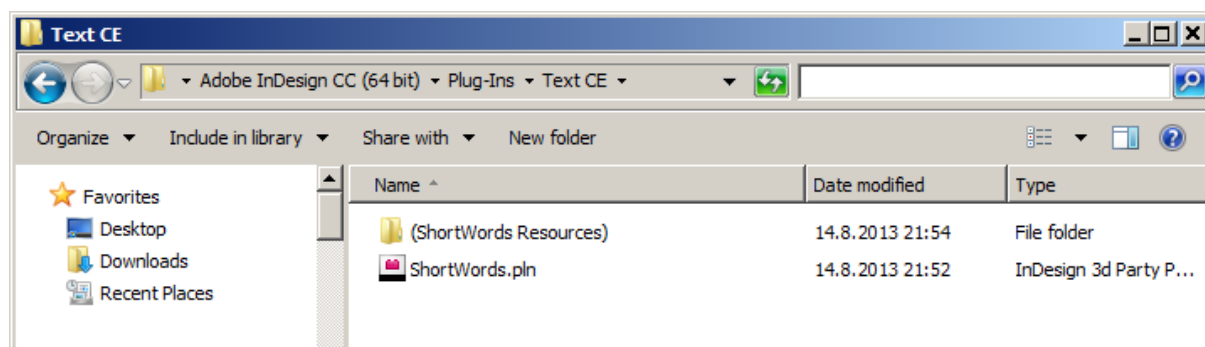 Text CE
Adobe InDesign CC (64 bit) Plug-Ins Text CE
Organize Include in library Share with New folder
Favorites
Desktop
Downloads
Recent Places
Name Date modified Type
(ShortWords Resources) 14.8.2013 21:54 File folder
ShortWords.pln 14.8.2013 21:52 InDesign 3d Party P...